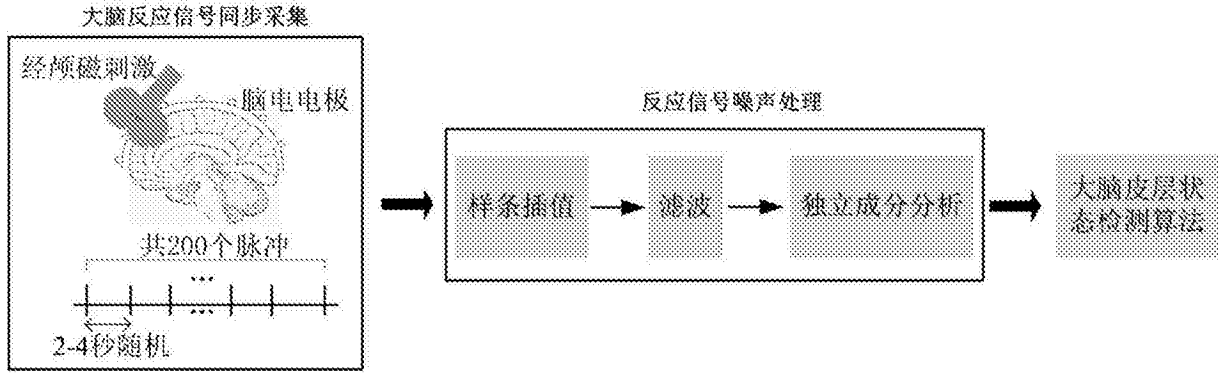 大脑反应信号同步采集
经颅磁刺激
脑电电极
共200个脉冲
...
...
2-4秒随机
反应信号噪声处理
样条插值
滤波
独立成分分析
大脑皮层状
态检测算法